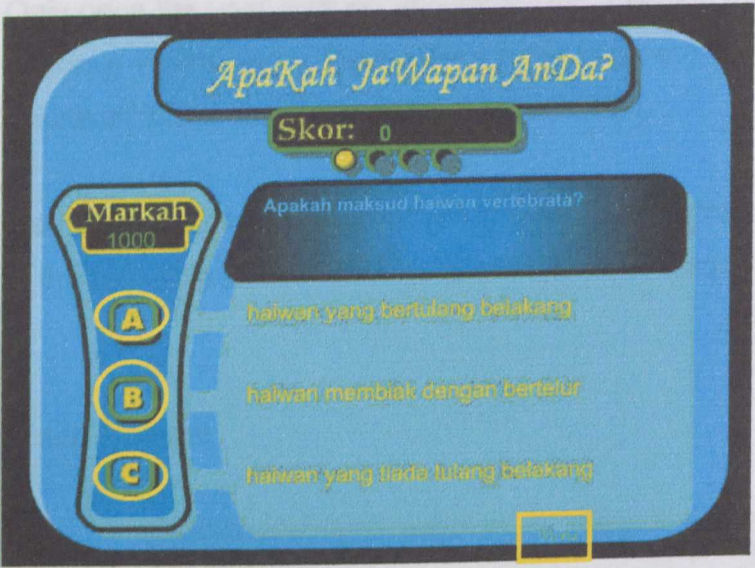 ApaKah JaWapan AnDa?
Skor: 0
Markah
1000
Apakah maksud haiwan vertebrata?
A haiwan yang bertulang belakang
B haiwan membiak dengan bertelur
C haiwan yang tiada tulang belakang